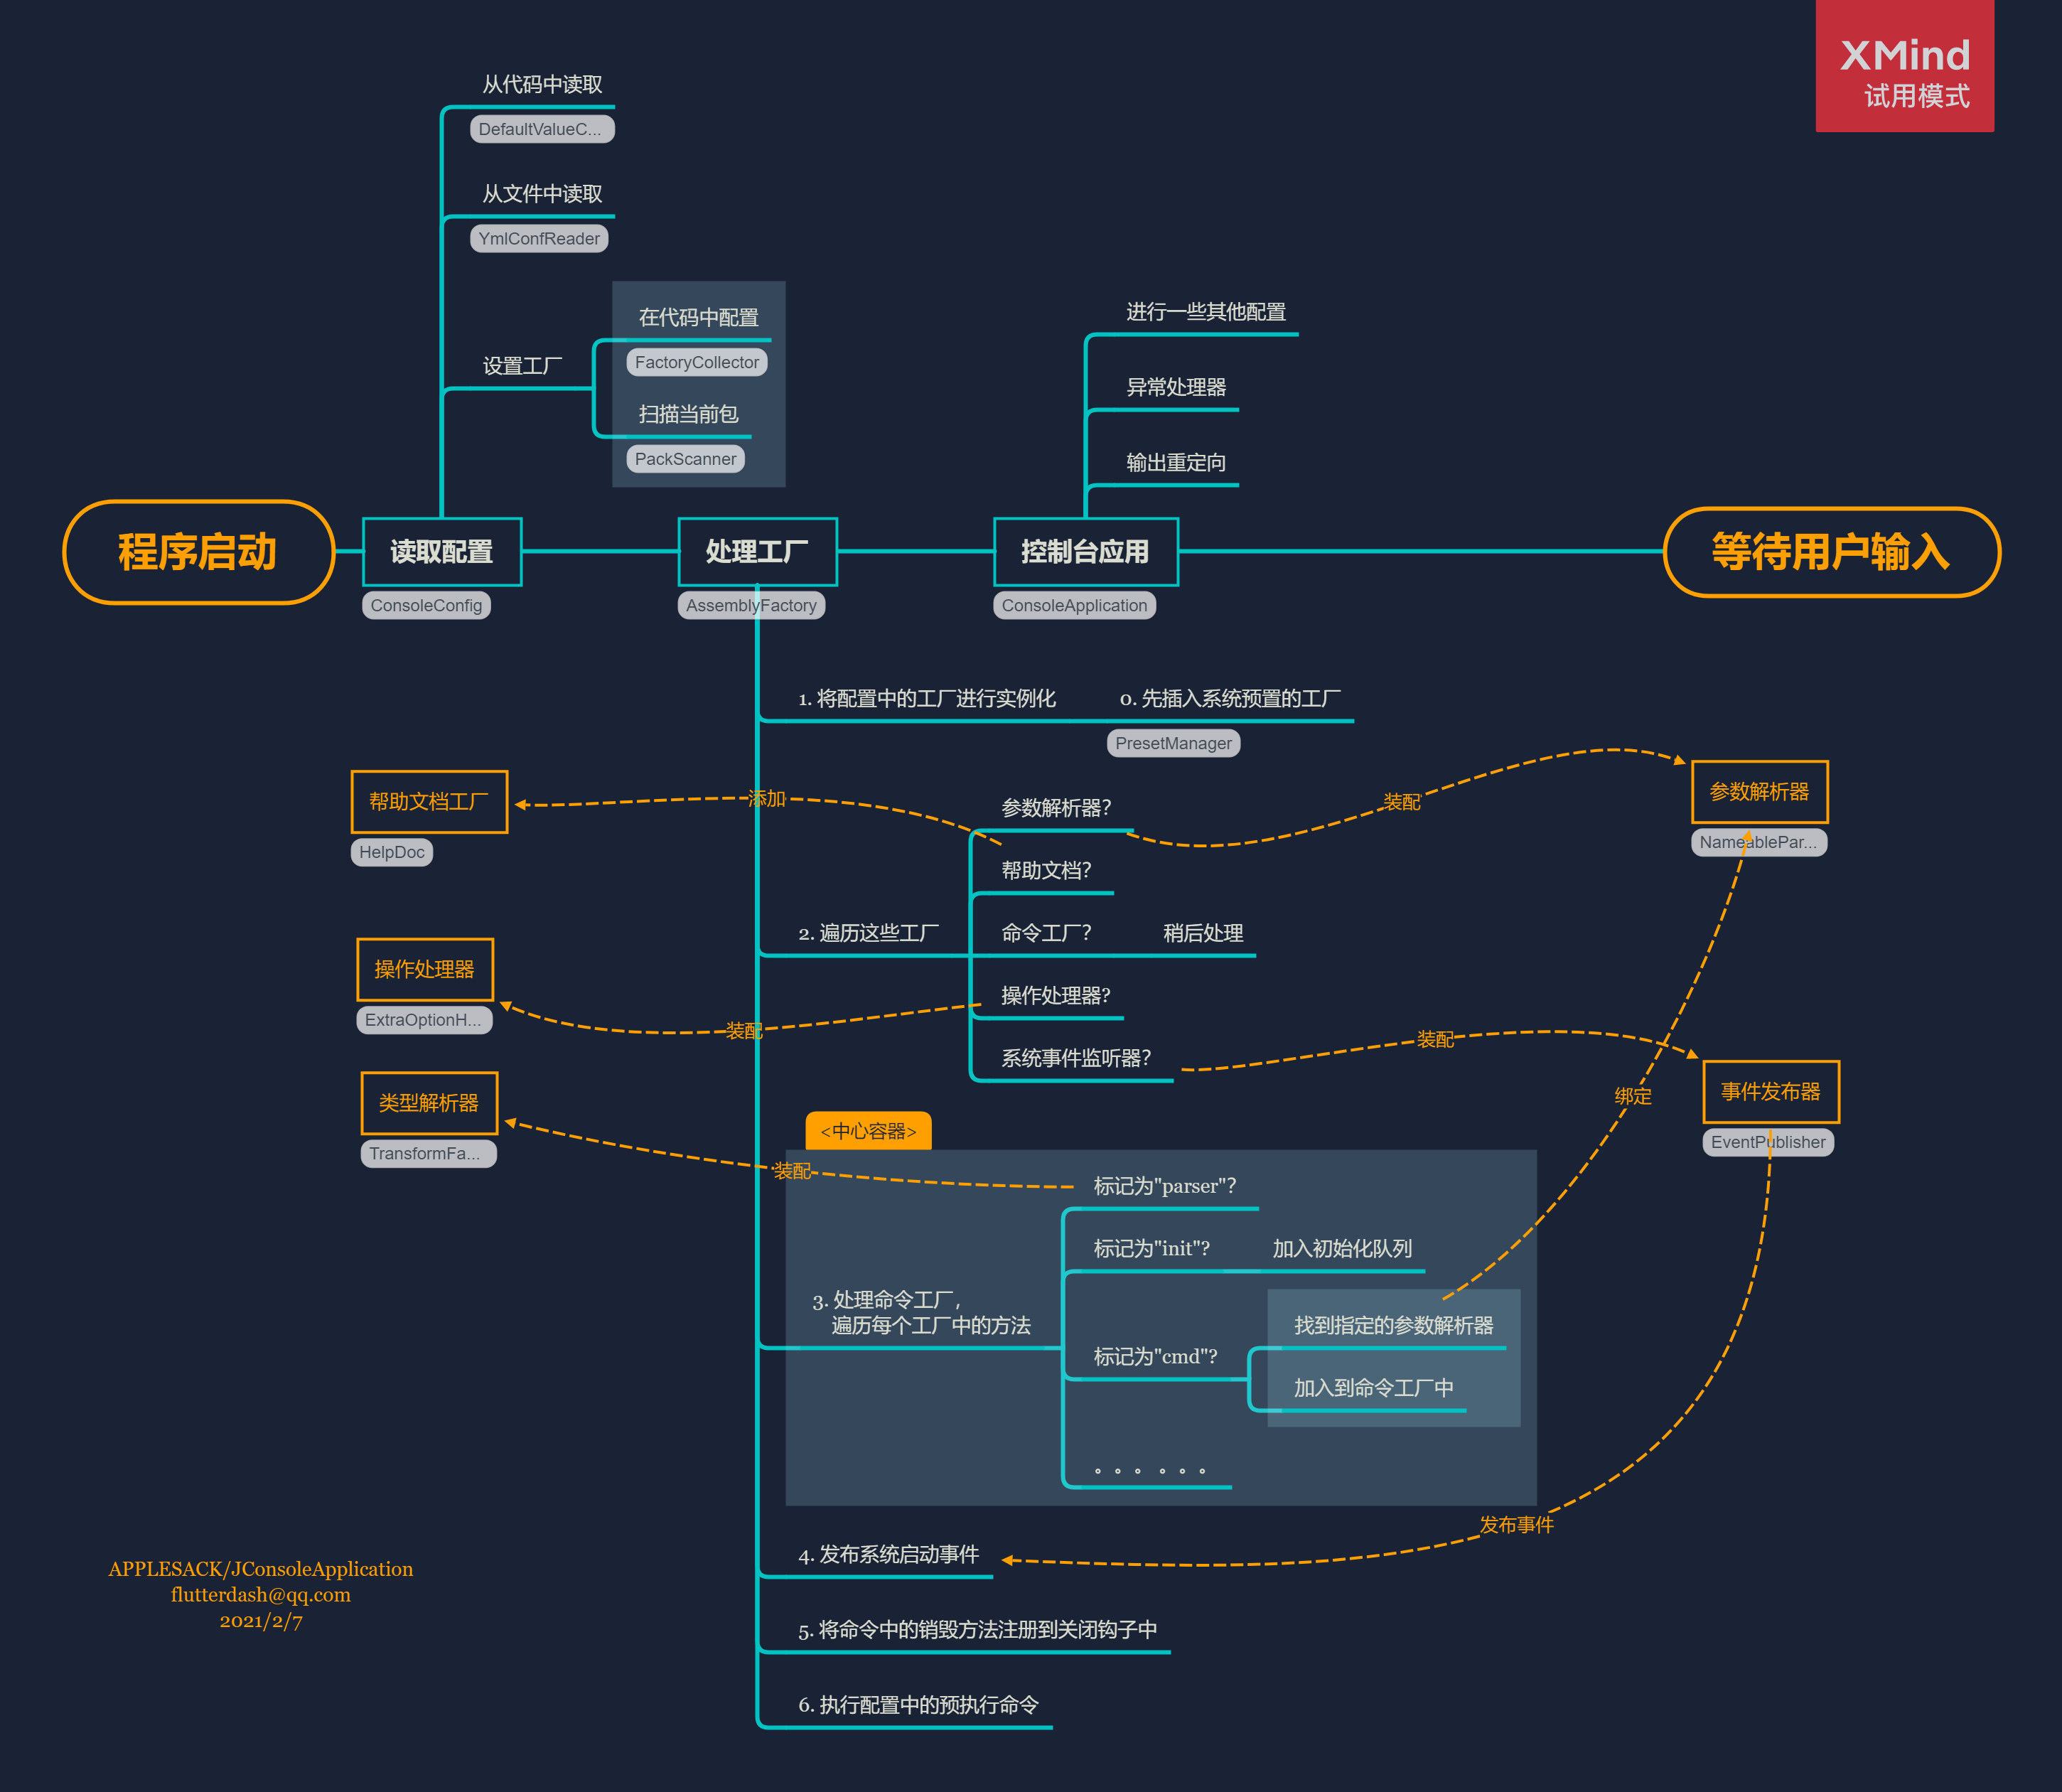 XMind
试用模式
从代码中读取
DefaultValueC...
从文件中读取
YmlConfReader
设置工厂
在代码中配置
FactoryCollector
扫描当前包
PackScanner
进行一些其他配置
异常处理器
输出重定向
程序启动
读取配置
ConsoleConfig
处理工厂
AssemblyFactory
控制台应用
ConsoleApplication
等待用户输入
1. 将配置中的工厂进行实例化
0. 先插入系统预置的工厂
PresetManager
帮助文档工厂
HelpDoc
添加
参数解析器?
装配
参数解析器
NameablePar...
帮助文档?
2. 遍历这些工厂
命令工厂?
稍后处理
操作处理器
ExtraOptionH...
装配
操作处理器?
系统事件监听器?
装配
绑定
事件发布器
EventPublisher
类型解析器
TransformFa...
装配
<中心容器>
标记为"parser"?
标记为"init"?
加入初始化队列
3. 处理命令工厂，
遍历每个工厂中的方法
标记为"cmd"?
找到指定的参数解析器
加入到命令工厂中
。。。。。。
发布事件
4. 发布系统启动事件
5. 将命令中的销毁方法注册到关闭钩子中
6. 执行配置中的预执行命令
APPLESACK/JConsoleApplication
flutterdash@qq.com
2021/2/7